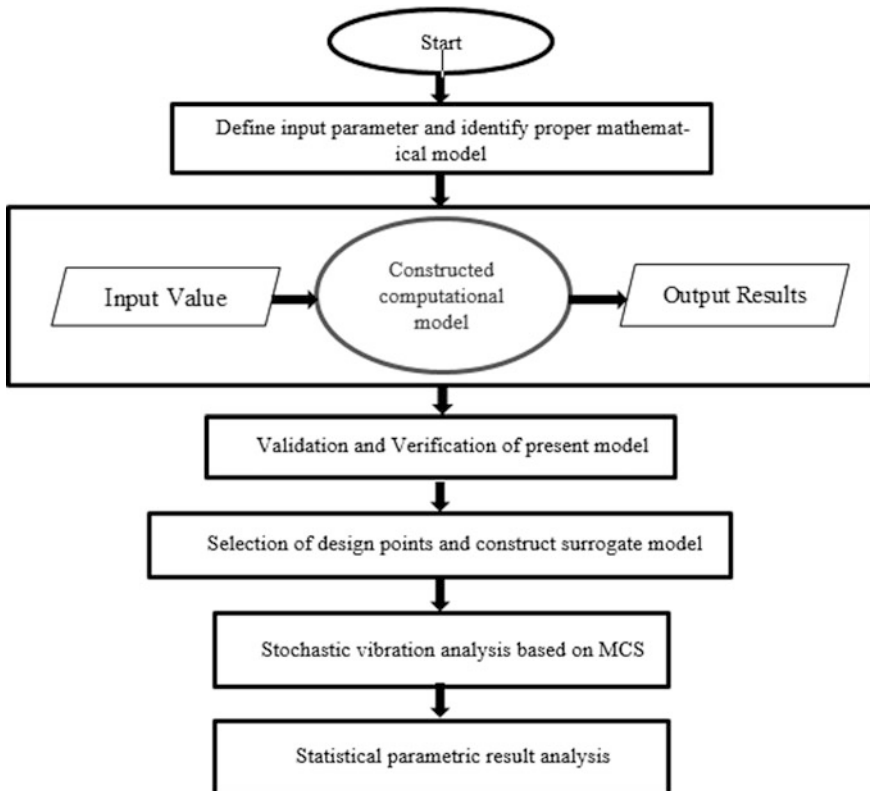 Start
Define input parameter and identify proper mathemat-
ical model
Input Value
Constructed
computational
model
Output Results
Validation and Verification of present model
Selection of design points and construct surrogate model
Stochastic vibration analysis based on MCS
Statistical parametric result analysis